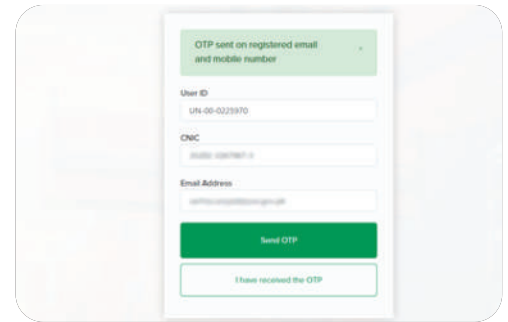 OTP sent on registered email
and mobile number
User ID
UN-00-0225970
CNIC
Email Address
Send OTP
I have received the OTP